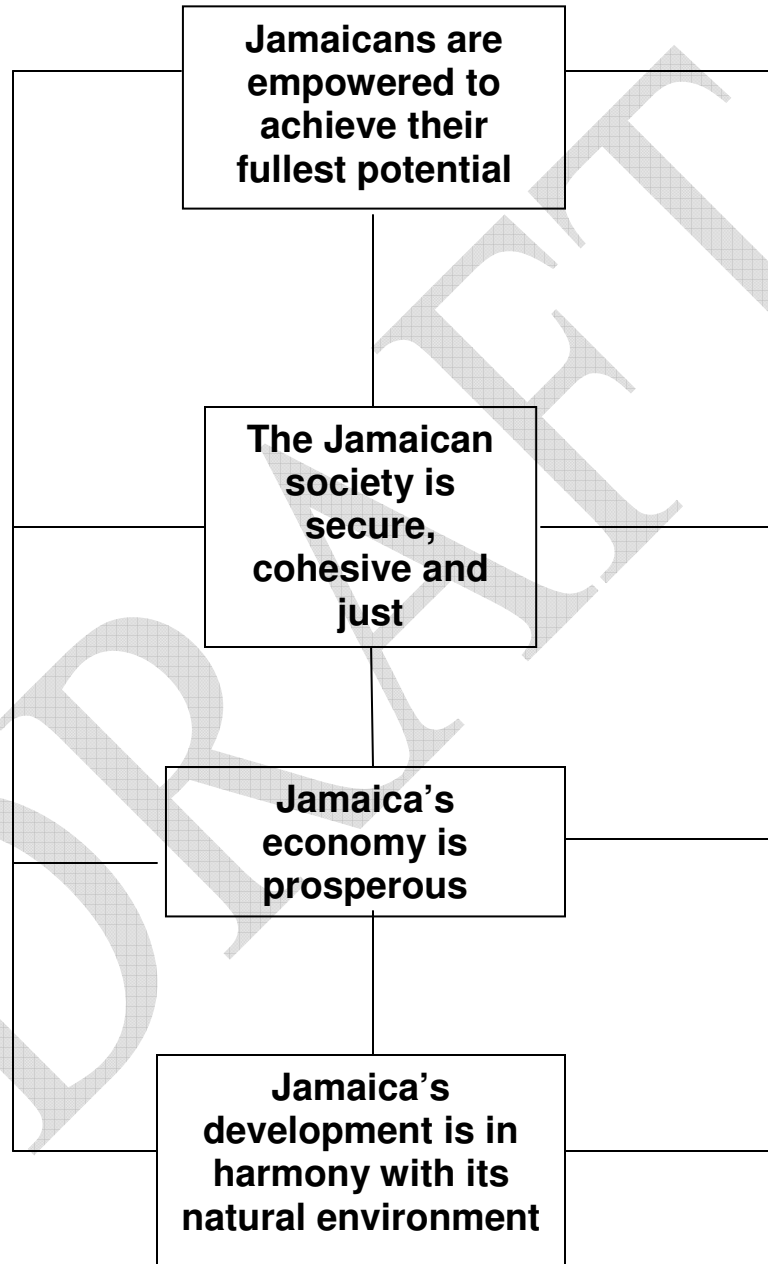 Jamaicans are
empowered to
achieve their
fullest potential
The Jamaican
society is
secure,
cohesive and
just
Jamaica’s
economy is
prosperous
Jamaica’s
development is in
harmony with its
natural environment
DRAFT